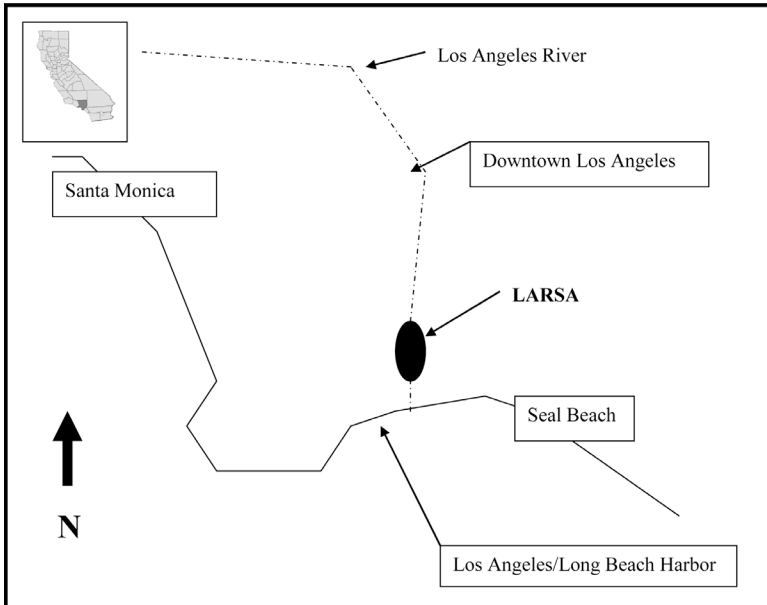 Los Angeles River
Downtown Los Angeles
Santa Monica
LARSA
Seal Beach
N
Los Angeles/Long Beach Harbor